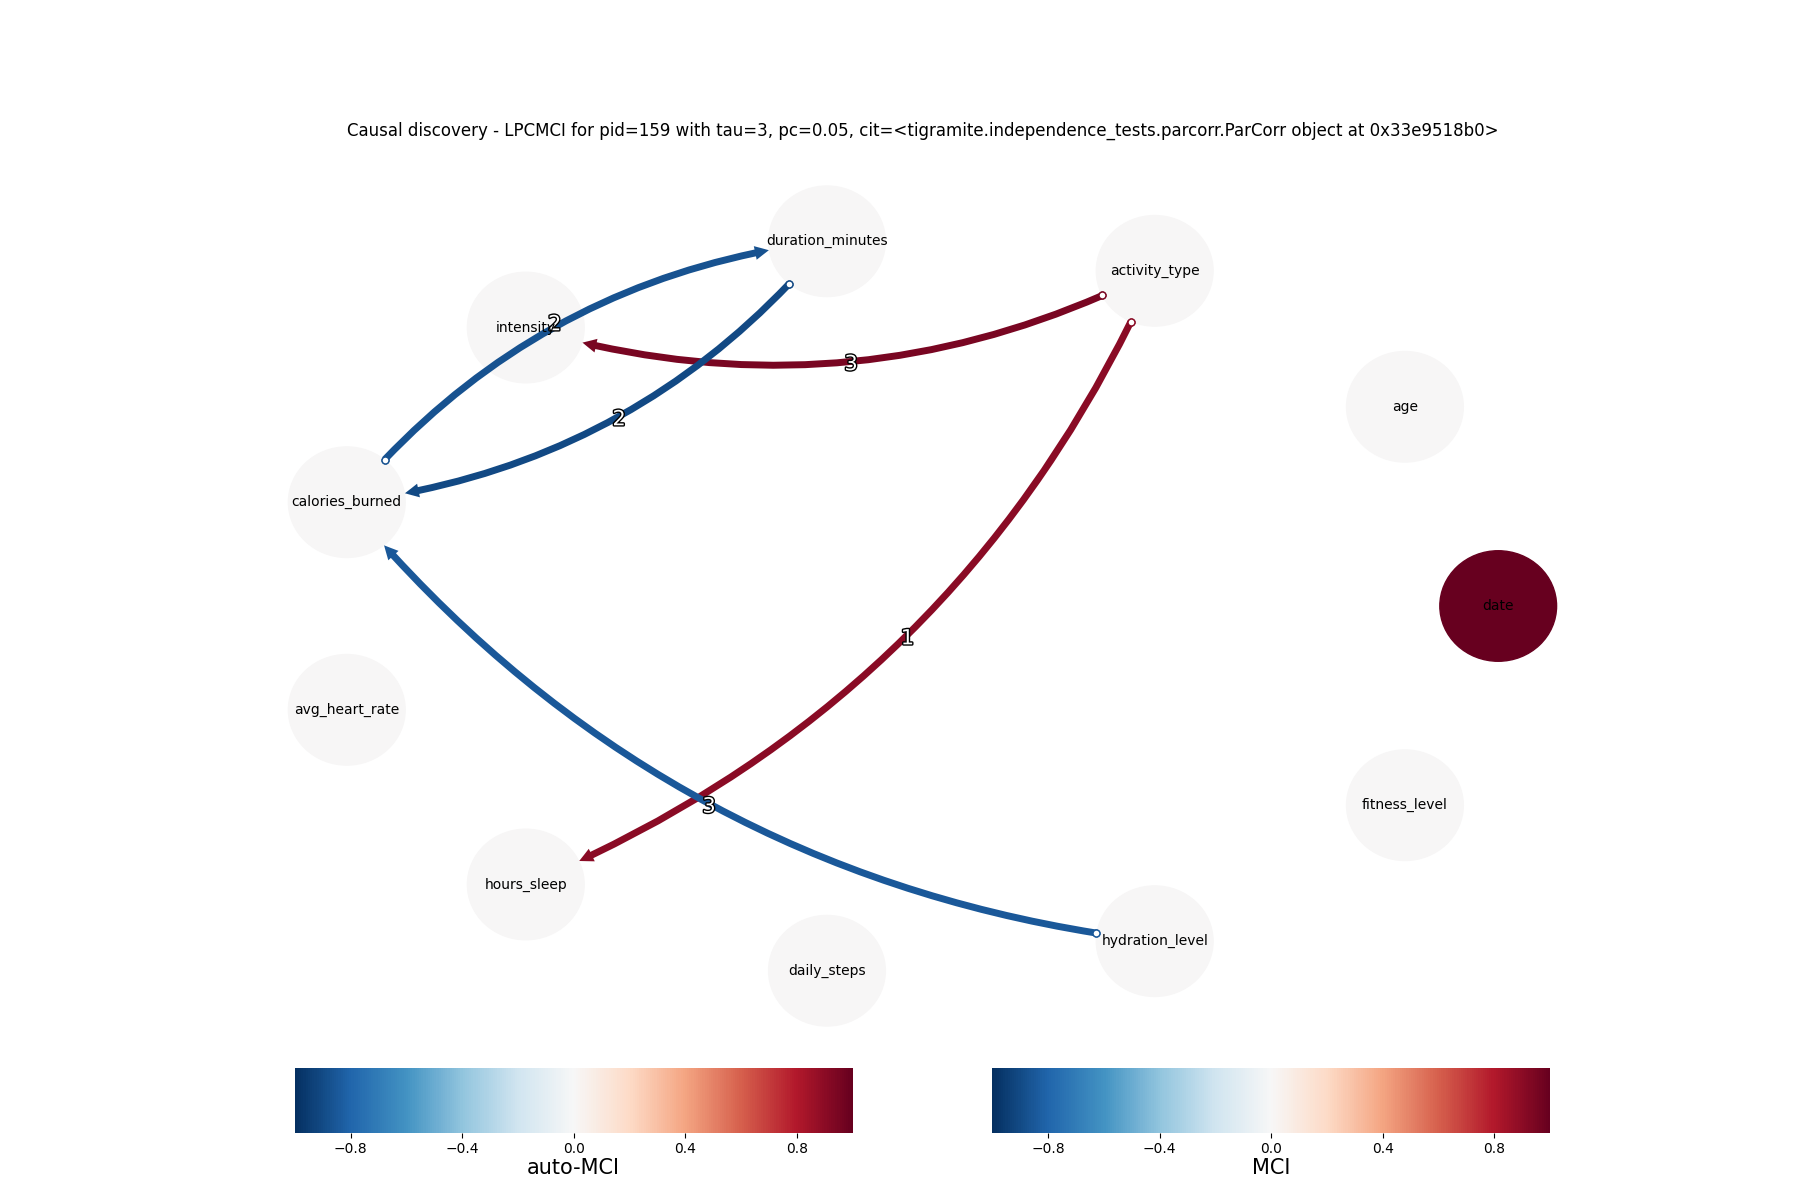 Causal discovery - LPCMCI for pid=159 with tau=3, pc=0.05, cit=<tigramite.independence_tests.parcorr.ParCorr object at 0x33e9518b0>
duration_minutes
activity_type
intensity
2
3
2
age
calories_burned
date
1
avg_heart_rate
3
fitness_level
hours_sleep
hydration_level
daily_steps
−0.8 −0.4 0.0 0.4 0.8
auto-MCI
−0.8 −0.4 0.0 0.4 0.8
MCI